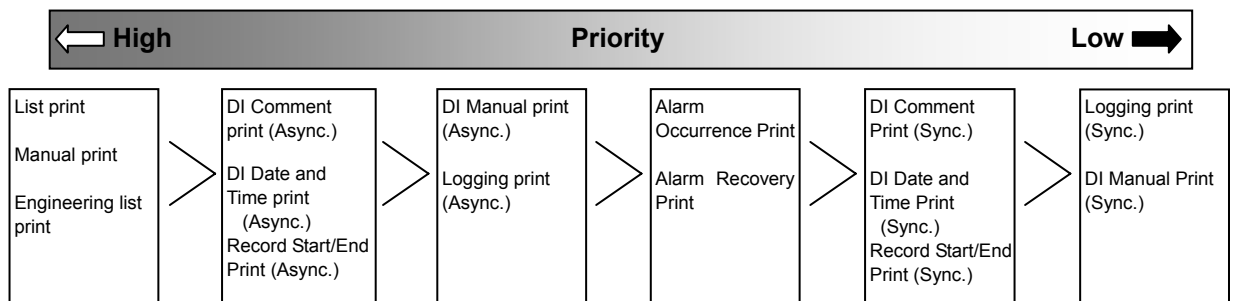 High
Priority
Low
List print
Manual print
Engineering list
print
DI Comment
print (Async.)
DI Date and
Time print
(Async.)
Record Start/End
Print (Async.)
DI Manual print
(Async.)
Logging print
(Async.)
Alarm
Occurrence Print
Alarm Recovery
Print
DI Comment
Print (Sync.)
DI Date and
Time Print
(Sync.)
Record Start/End
Print (Sync.)
Logging print
(Sync.)
DI Manual Print
(Sync.)